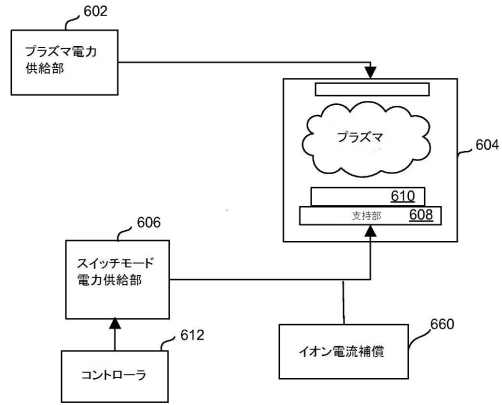 602
プラズマ電力
供給部
プラズマ
604
610
支持部 608
606
スイッチモード
電力供給部
612
コントローラ
660
イオン電流補償